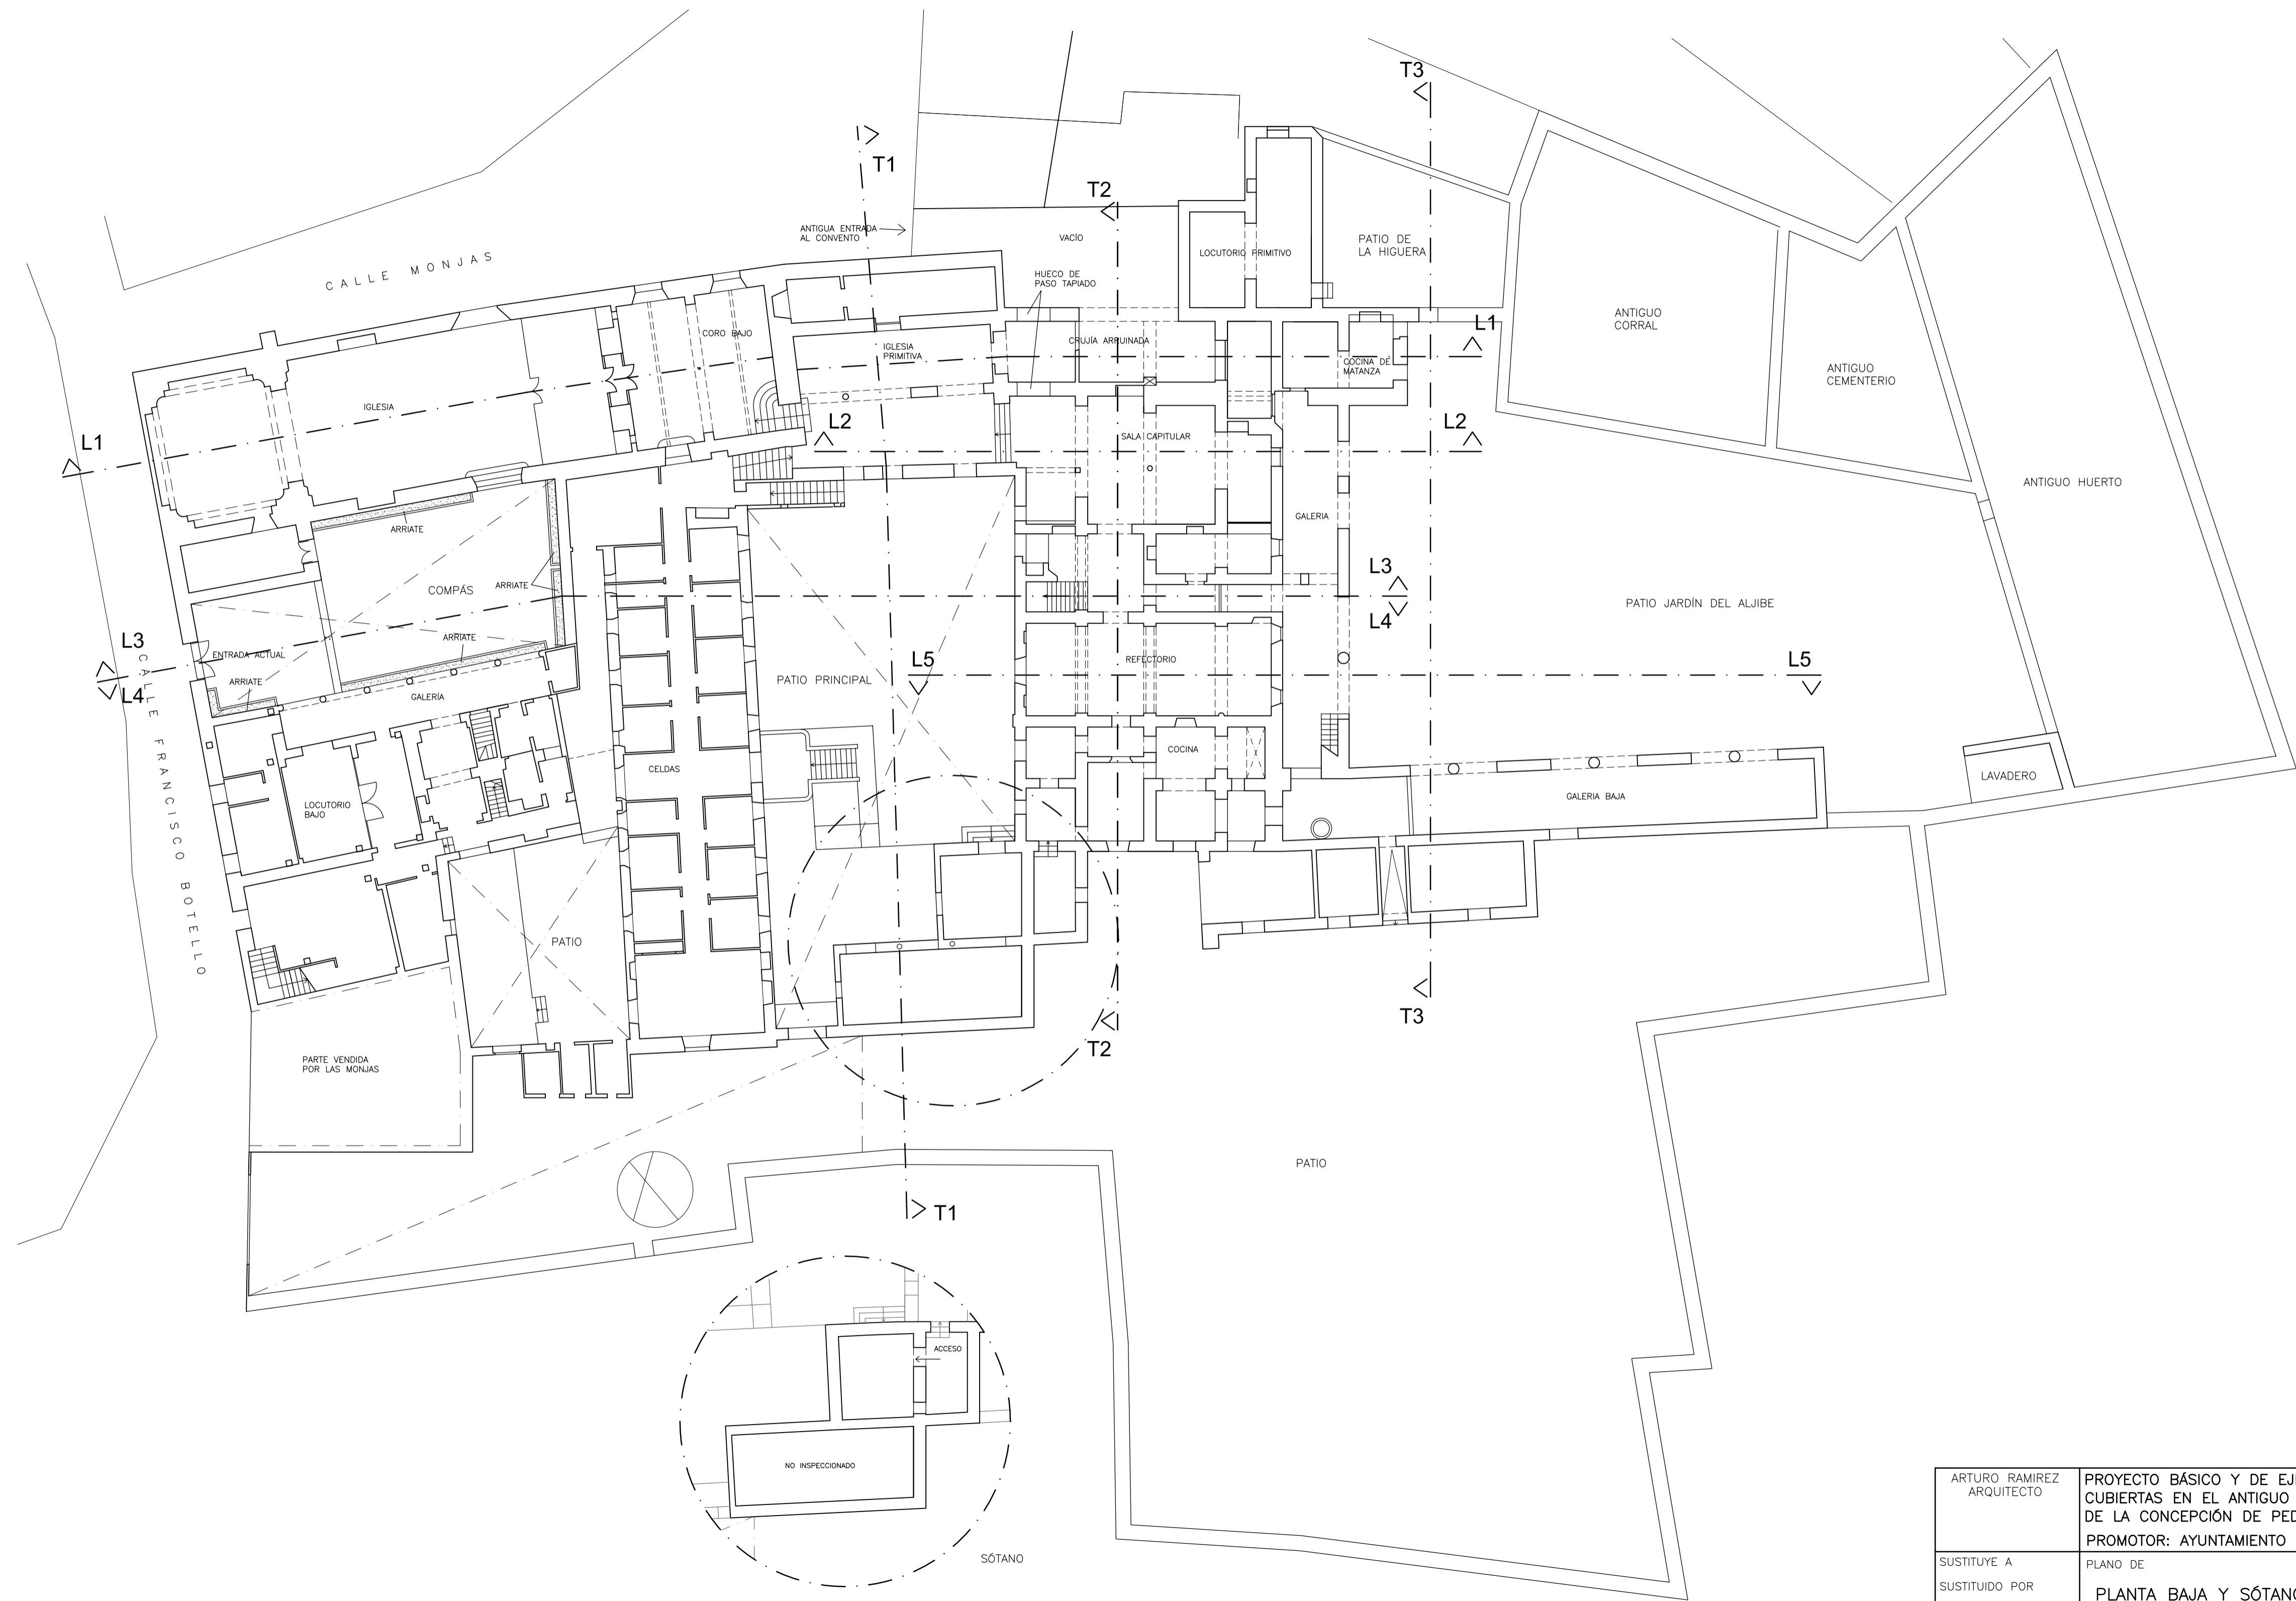 T3
T1
T2
ANTIGUA ENTRADA
AL CONVENTO
VACÍO
LOCUTORIO PRIMITIVO
PATIO DE
LA HIGUERA
CALLE MONJAS
HUECO DE
PASO TAPIADO
ANTIGUO
CORRAL
CORO BAJO
IGLESIA
PRIMITIVA
CRUJÍA ARRUINADA
L1
COCINA DE
MATANZA
ANTIGUO
CEMENTERIO
IGLESIA
L1
L2
SALA CAPITULAR
L2
ANTIGUO HUERTO
ARRIATE
GALERIA
COMPÁS
ARRIATE
L3
L4
PATIO JARDÍN DEL ALJIBE
ARRIATE
L3
L4
ENTRADA ACTUAL
ARRIATE
GALERÍA
PATIO PRINCIPAL
L5
REFECTORIO
L5
CALLE FRANCISCO BOTELLO
CELDAS
COCINA
LAVADERO
LOCUTORIO
BAJO
GALERIA BAJA
PATIO
T3
T2
PARTE VENDIDA
POR LAS MONJAS
PATIO
T1
ACCESO
NO INSPECCIONADO
SÓTANO
ARTURO RAMIREZ
ARQUITECTO
PROYECTO BÁSICO Y DE
CUBIERTAS EN EL ANTIGUO
DE LA CONCEPCIÓN DE
PROMOTOR: AYUNTAMIENTO
SUSTITUYE A
SUSTITUIDO POR
PLANO DE
PLANTA BAJA Y SÓTANO